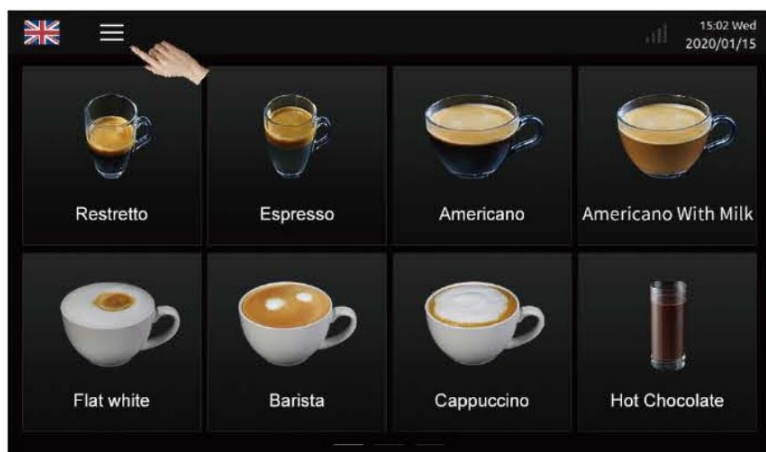 15:02 Wed
2020/01/15
Restretto
Espresso
Americano
Americano With Milk
Flat white
Barista
Cappuccino
Hot Chocolate